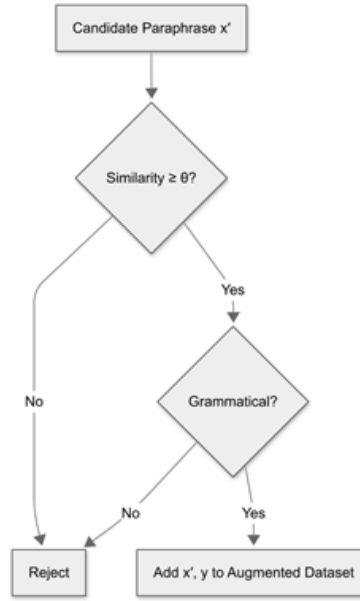 Candidate Paraphrase x′
Similarity ≥ θ?
Yes
No
Grammatical?
No
Yes
Reject
Add x′, y to Augmented Dataset